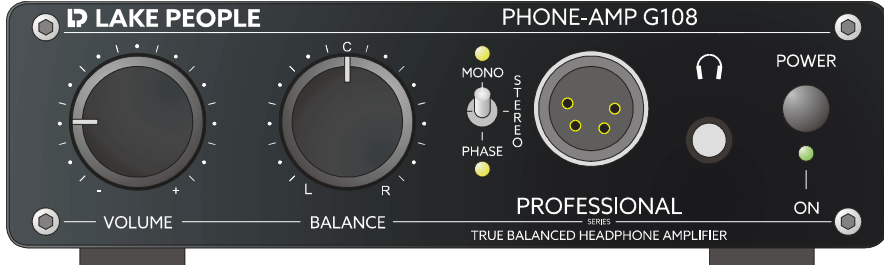 LAKE PEOPLE
PHONE-AMP G108
C
MONO
STEREO
PHASE
POWER
- +
L R
ON
VOLUME
BALANCE
PROFESSIONAL
SERIES
TRUE BALANCED HEADPHONE AMPLIFIER